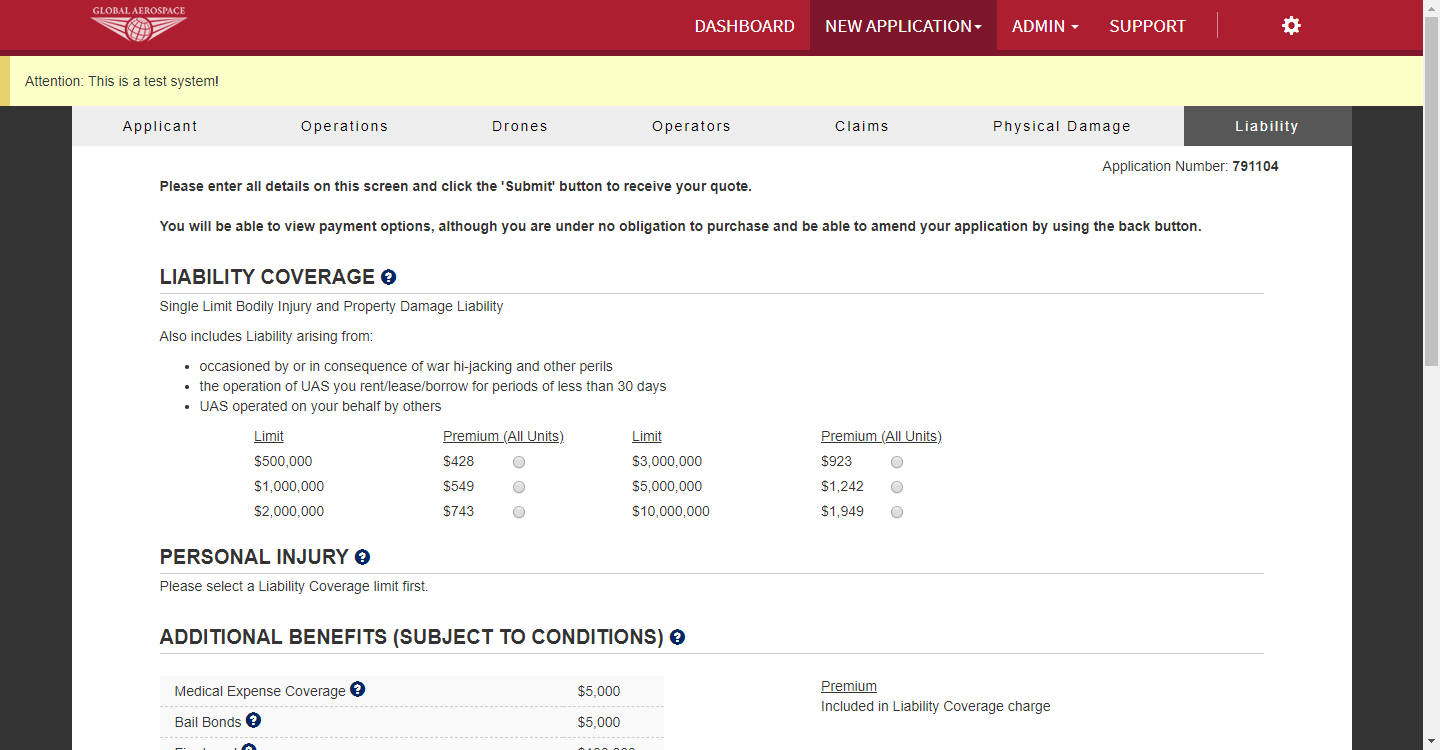 GLOBAL AEROSPACE
DASHBOARD NEW APPLICATION ADMIN SUPPORT
Attention: This is a test system!
Applicant Operations Drones Operators Claims Physical Damage Liability
Application Number: 791104
Please enter all details on this screen and click the 'Submit' button to receive your quote.
You will be able to view payment options, although you are under no obligation to purchase and be able to amend your application by using the back button.
LIABILITY COVERAGE ?
Single Limit Bodily Injury and Property Damage Liability
Also includes Liability arising from:
• occasioned by or in consequence of war hi-jacking and other perils
• the operation of UAS you rent/lease/borrow for periods of less than 30 days
• UAS operated on your behalf by others
Limit Premium (All Units) Limit Premium (All Units)
$500,000 $428 $3,000,000 $923
$1,000,000 $549 $5,000,000 $1,242
$2,000,000 $743 $10,000,000 $1,949
PERSONAL INJURY ?
Please select a Liability Coverage limit first.
ADDITIONAL BENEFITS (SUBJECT TO CONDITIONS) ?
Medical Expense Coverage ? $5,000
Premium
Included in Liability Coverage charge
Bail Bonds ? $5,000